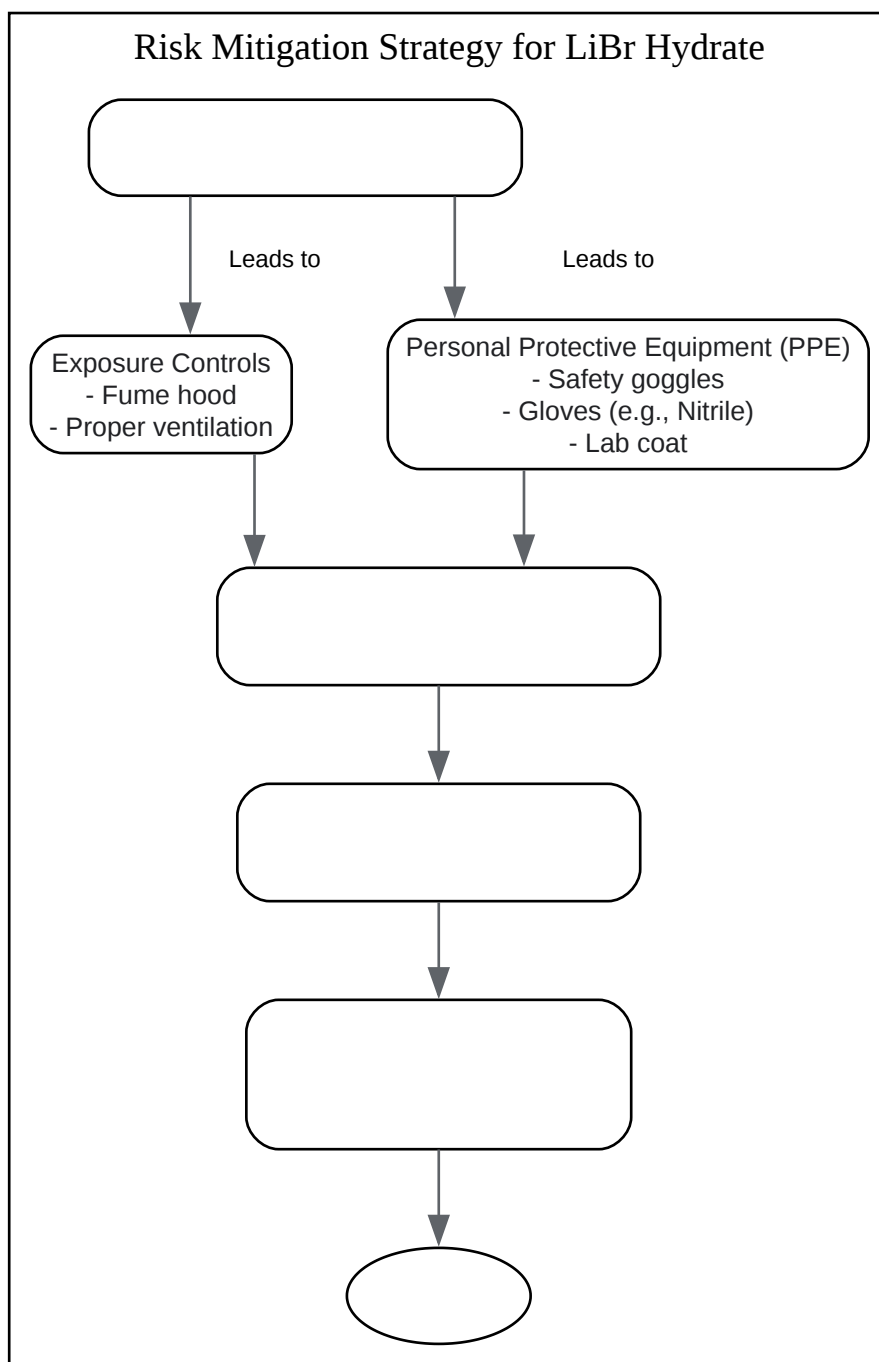 Risk Mitigation Strategy for LiBr Hydrate
Leads to
Leads to
Exposure Controls
- Fume hood
- Proper ventilation
Personal Protective Equipment (PPE)
- Safety goggles
- Gloves (e.g., Nitrile)
- Lab coat